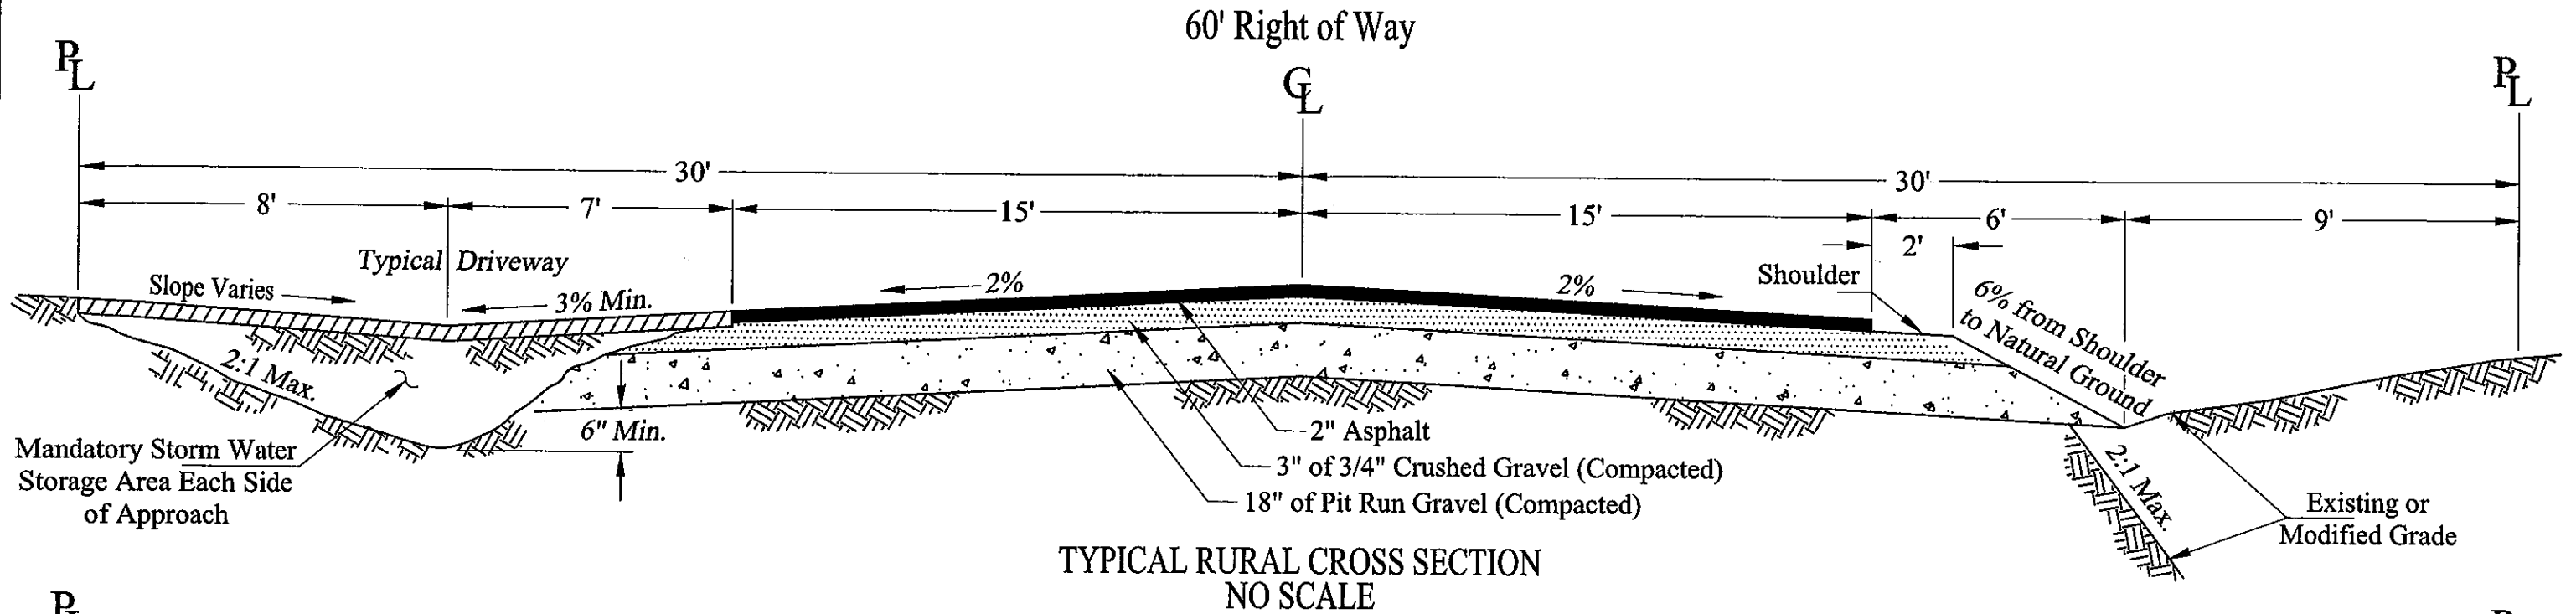 60' Right of Way
PL
CL
PL
30'
30'
8'
7'
15'
15'
6'
9'
2'
Typical Driveway
Slope Varies
3% Min.
2%
2%
Shoulder
6% from Shoulder
to Natural Ground
2:1 Max.
6" Min.
Mandatory Storm Water
Storage Area Each Side
of Approach
2" Asphalt
3" of 3/4" Crushed Gravel (Compacted)
18" of Pit Run Gravel (Compacted)
2:1 Max.
Existing or
Modified Grade
TYPICAL RURAL CROSS SECTION
NO SCALE